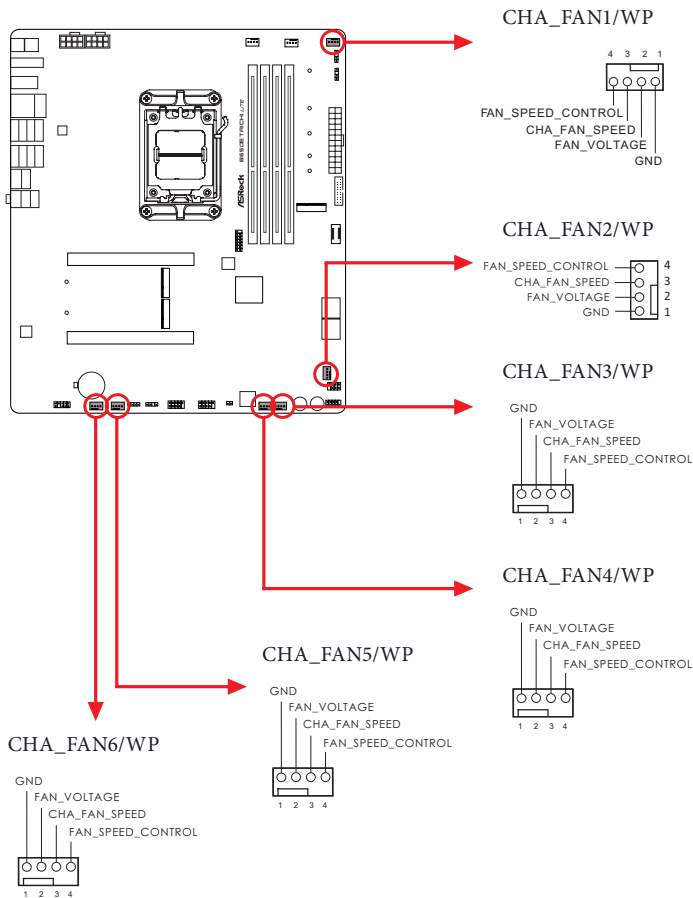 CHA_FAN1/WP
4 3 2 1
FAN_SPEED_CONTROL
CHA_FAN_SPEED
FAN_VOLTAGE
GND
ASRock B650E TAICHI LITE
CHA_FAN2/WP
FAN_SPEED_CONTROL 4
CHA_FAN_SPEED 3
FAN_VOLTAGE 2
GND 1
CHA_FAN3/WP
GND
FAN_VOLTAGE
CHA_FAN_SPEED
FAN_SPEED_CONTROL
1 2 3 4
CHA_FAN4/WP
GND
FAN_VOLTAGE
CHA_FAN_SPEED
FAN_SPEED_CONTROL
1 2 3 4
CHA_FAN5/WP
GND
FAN_VOLTAGE
CHA_FAN_SPEED
FAN_SPEED_CONTROL
1 2 3 4
CHA_FAN6/WP
GND
FAN_VOLTAGE
CHA_FAN_SPEED
FAN_SPEED_CONTROL
1 2 3 4